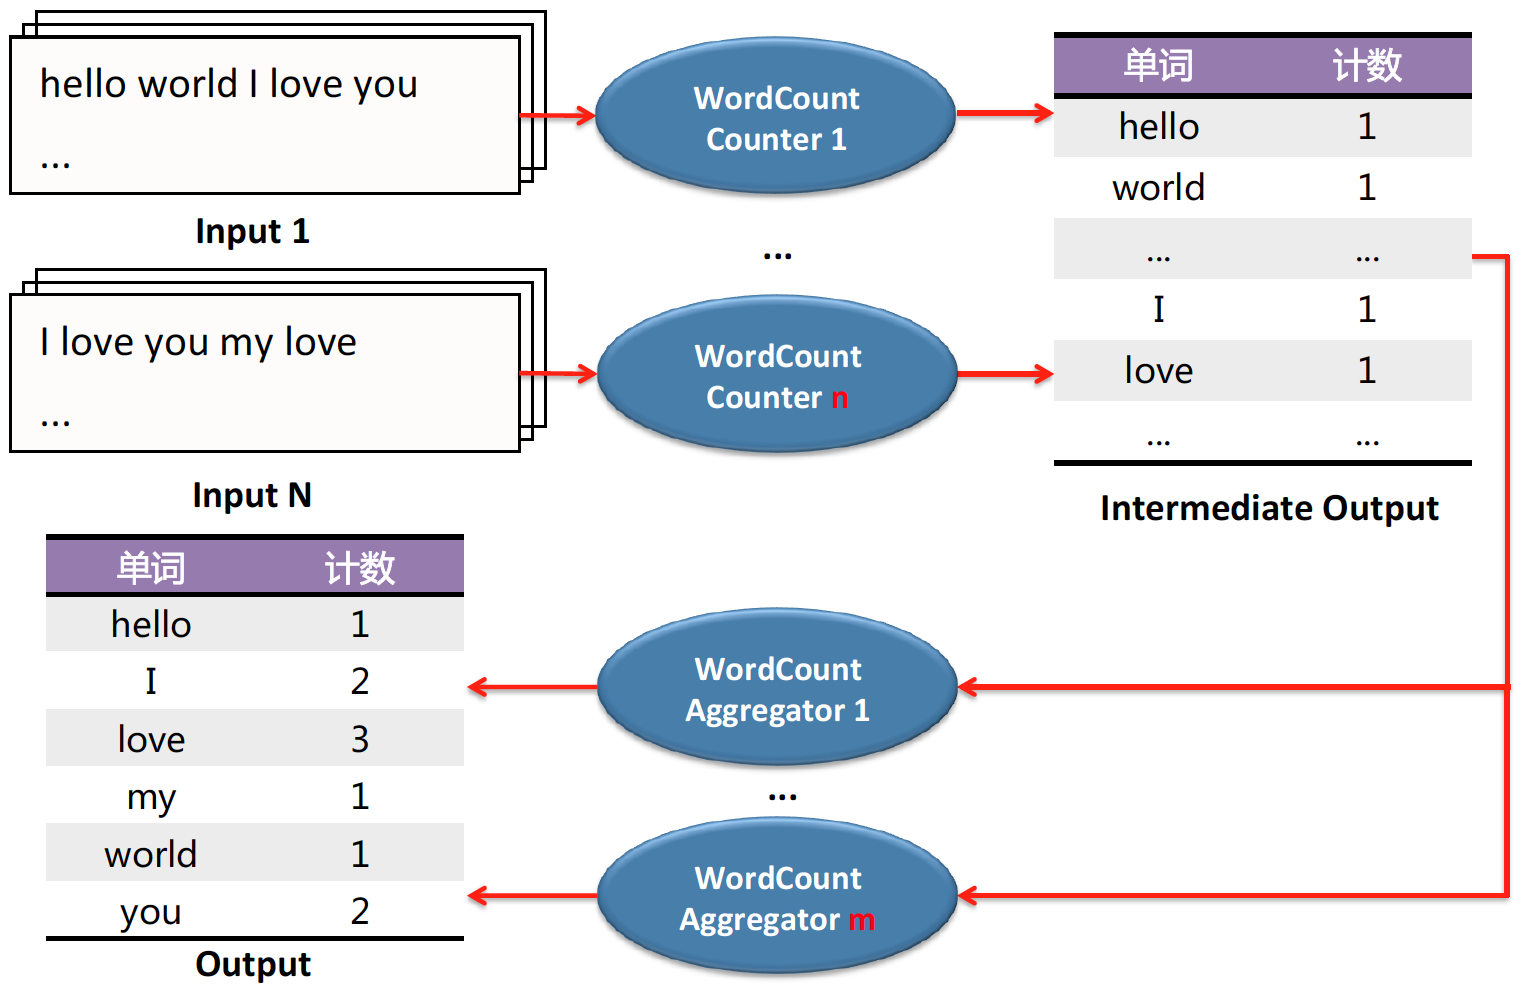 hello world I love you
...
Input 1
WordCount
Counter 1
...
I love you my love
...
Input N
WordCount
Counter n
单词 计数
hello 1
world 1
... ...
I 1
love 1
... ...
Intermediate Output
WordCount
Aggregator 1
...
WordCount
Aggregator m
单词 计数
hello 1
I 2
love 3
my 1
world 1
you 2
Output